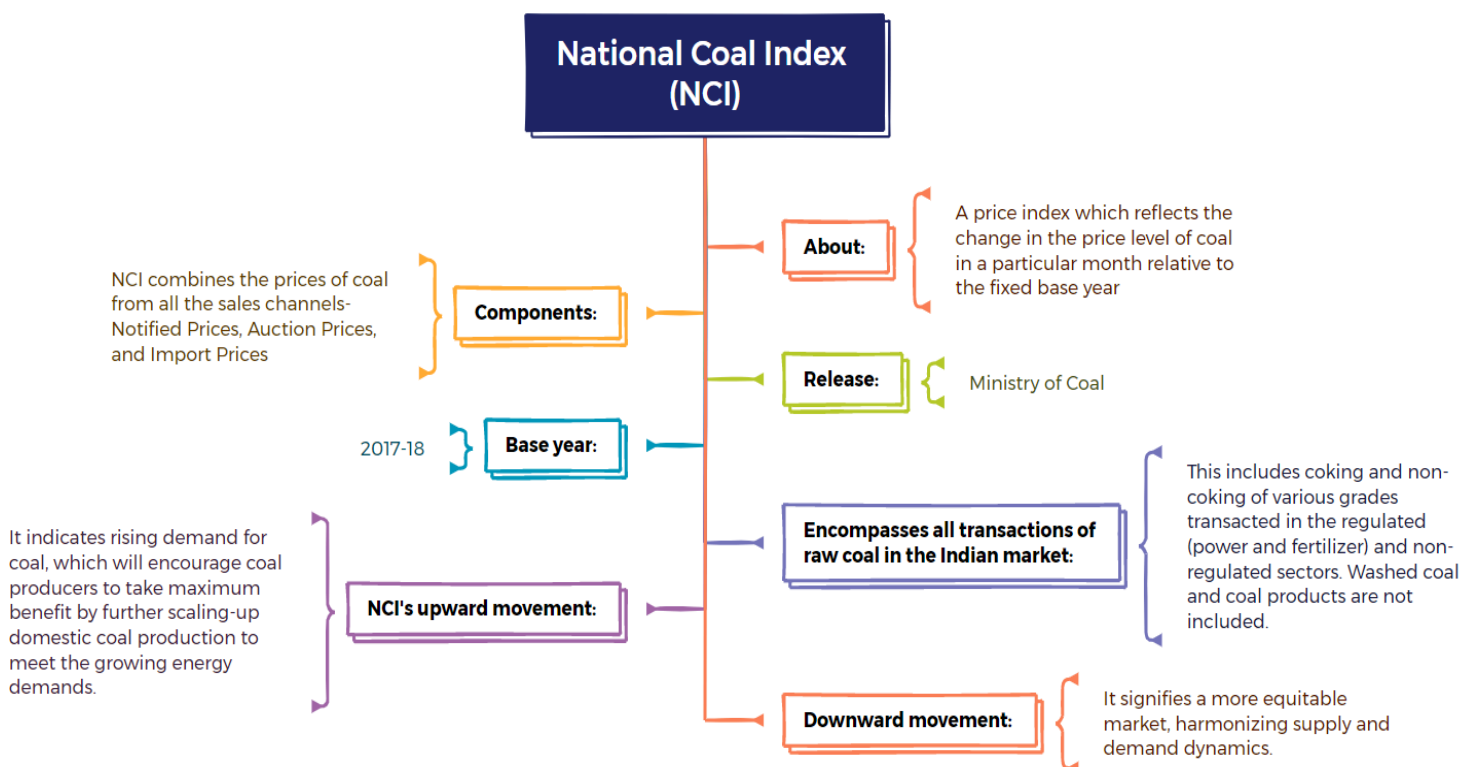 National Coal Index
(NCI)
About:
A price index which reflects the
change in the price level of coal
in a particular month relative to
the fixed base year
Components:
NCI combines the prices of coal
from all the sales channels-
Notified Prices, Auction Prices,
and Import Prices
Release:
Ministry of Coal
Base year:
2017-18
Encompasses all transactions of
raw coal in the Indian market:
This includes coking and non-
coking of various grades
transacted in the regulated
(power and fertilizer) and non-
regulated sectors. Washed coal
and coal products are not
included.
NCI's upward movement:
It indicates rising demand for
coal, which will encourage coal
producers to take maximum
benefit by further scaling-up
domestic coal production to
meet the growing energy
demands.
Downward movement:
It signifies a more equitable
market, harmonizing supply and
demand dynamics.